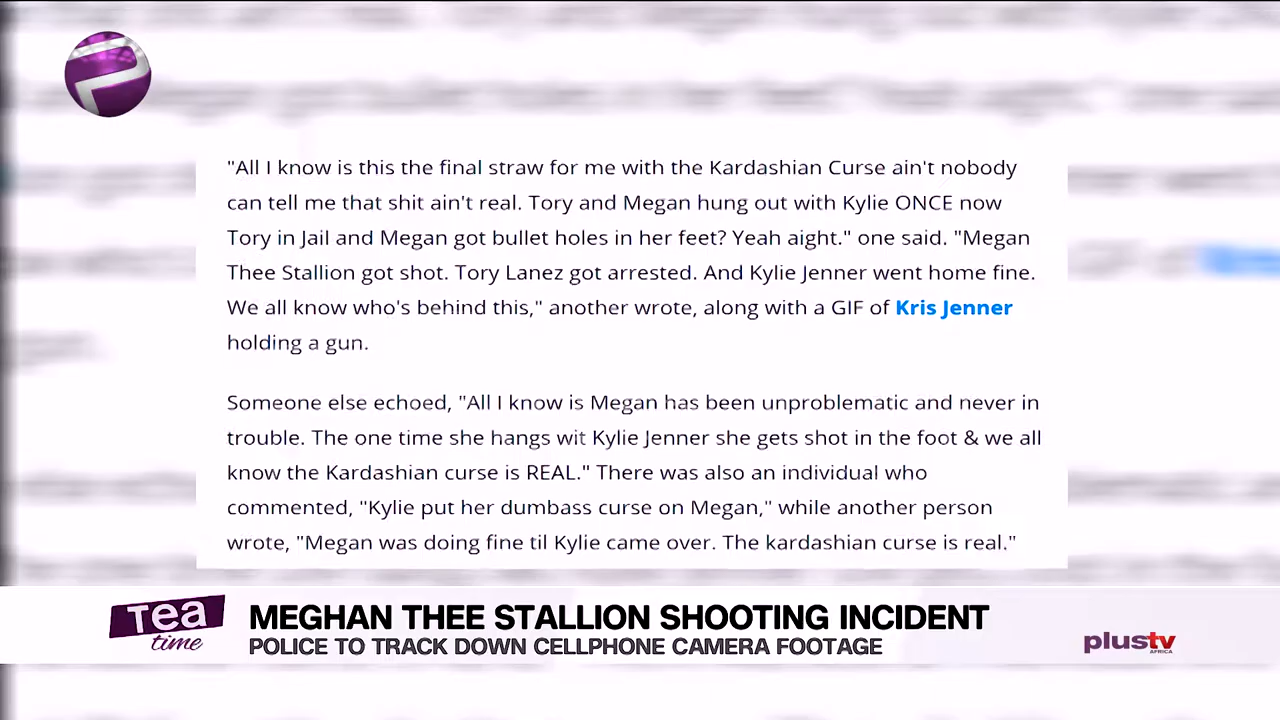 "All I know is this the final straw for me with the Kardashian Curse ain't nobody
can tell me that shit ain't real. Tory and Megan hung out with Kylie ONCE now
Tory in Jail and Megan got bullet holes in her feet? Yeah aight." one said. "Megan
Thee Stallion got shot. Tory Lanez got arrested. And Kylie Jenner went home fine.
We all know who's behind this," another wrote, along with a GIF of Kris Jenner
holding a gun.
Someone else echoed, "All I know is Megan has been unproblematic and never in
trouble. The one time she hangs wit Kylie Jenner she gets shot in the foot & we all
know the Kardashian curse is REAL." There was also an individual who
commented, "Kylie put her dumbass curse on Megan," while another person
wrote, "Megan was doing fine til Kylie came over. The kardashian curse is real."
Tea
time
MEGHAN THEE STALLION SHOOTING INCIDENT
POLICE TO TRACK DOWN CELLPHONE CAMERA FOOTAGE
plustv
AFRICA